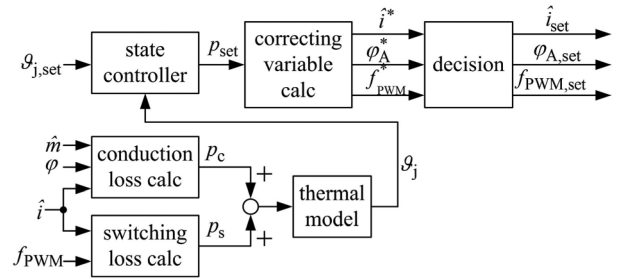 ϑj,set
state
controller
pset
correcting
variable
calc
î*
φA*
fPWM*
decision
îset
φA,set
fPWM,set
m̂
φ
î
fPWM
conduction
loss calc
pc
+
switching
loss calc
ps
+
thermal
model
ϑj